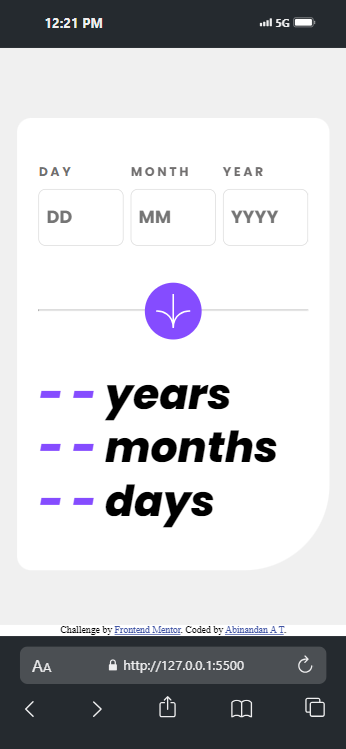 12:21 PM 5G
DAY MONTH YEAR
DD MM YYYY
-- years
-- months
-- days
Challenge by Frontend Mentor. Coded by Abinandan A T.
AA http://127.0.0.1:5500